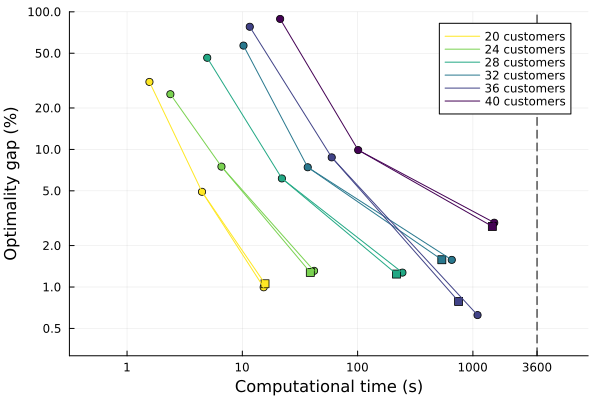 100.0
50.0
20.0
10.0
5.0
2.0
1.0
0.5
Optimality gap (%)
20 customers
24 customers
28 customers
32 customers
36 customers
40 customers
1
10
100
1000
3600
Computational time (s)